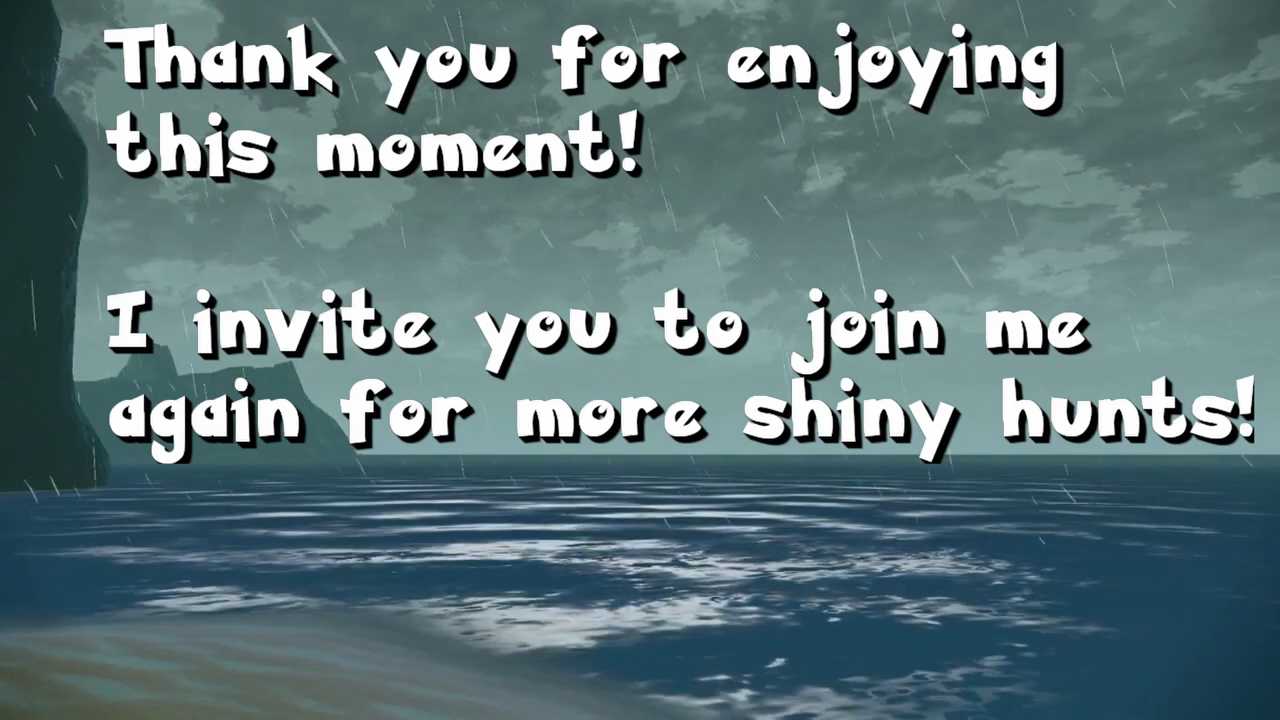 Thank you for enjoying
this moment!
I invite you to join me
again for more shiny hunts!